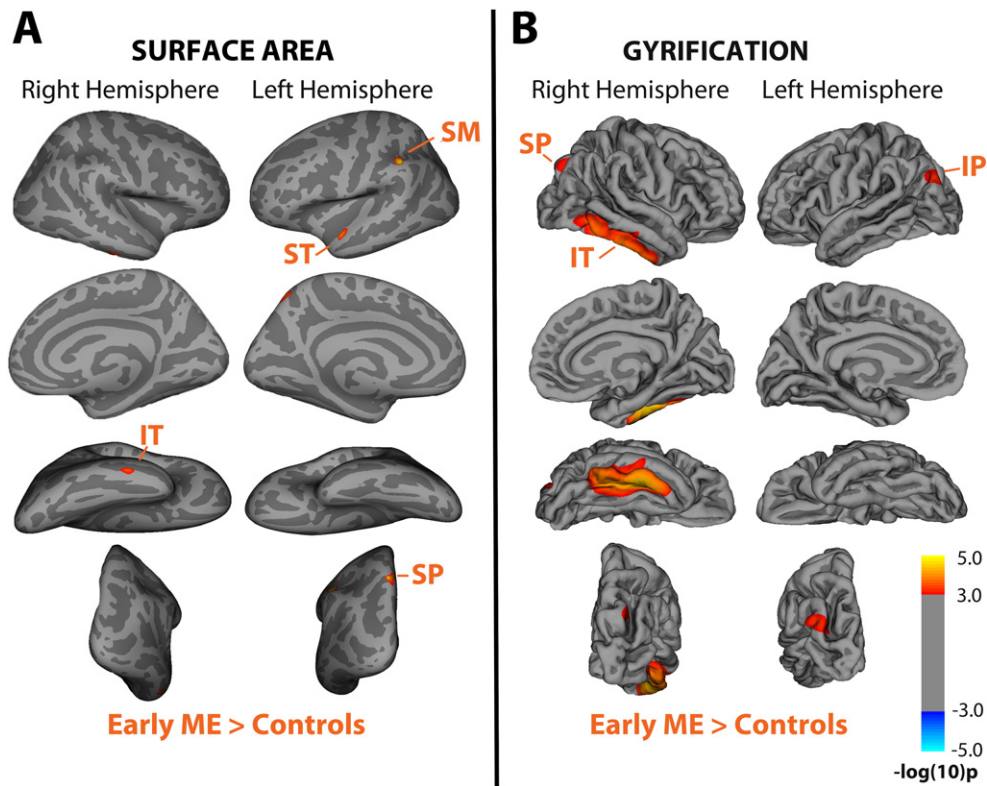 A
SURFACE AREA
Right Hemisphere
Left Hemisphere
SM
ST
IT
SP
Early ME > Controls
B
GYRIFICATION
Right Hemisphere
Left Hemisphere
SP
IP
IT
5.0
3.0
-3.0
-5.0
-log(10)p
Early ME > Controls